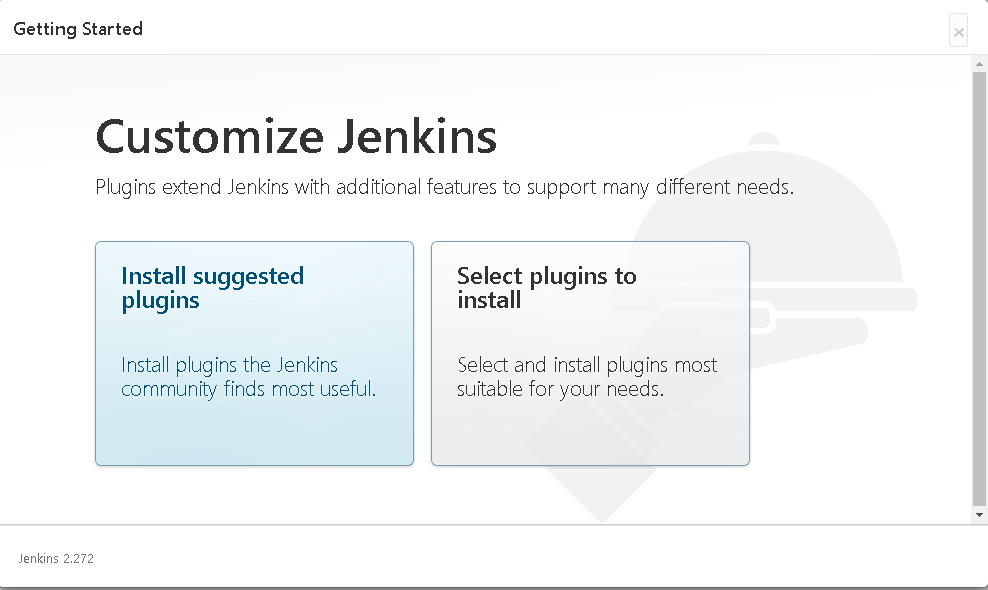 Getting Started
×
Customize Jenkins
Plugins extend Jenkins with additional features to support many different needs.
Install suggested
plugins
Install plugins the Jenkins
community finds most useful.
Select plugins to
install
Select and install plugins most
suitable for your needs.
Jenkins 2.272